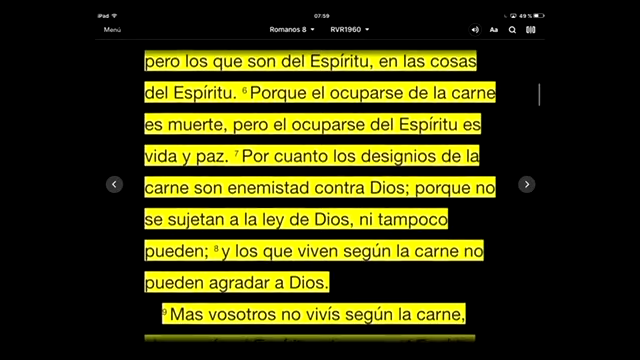 iPad 07:59 49 %
Menú Romanos 8 RVR1960 Aa
pero los que son del Espíritu, en las cosas
del Espíritu. 6 Porque el ocuparse de la carne
es muerte, pero el ocuparse del Espíritu es
vida y paz. 7 Por cuanto los designios de la
carne son enemistad contra Dios; porque no
se sujetan a la ley de Dios, ni tampoco
pueden; 8 y los que viven según la carne no
pueden agradar a Dios.
9 Mas vosotros no vivís según la carne,